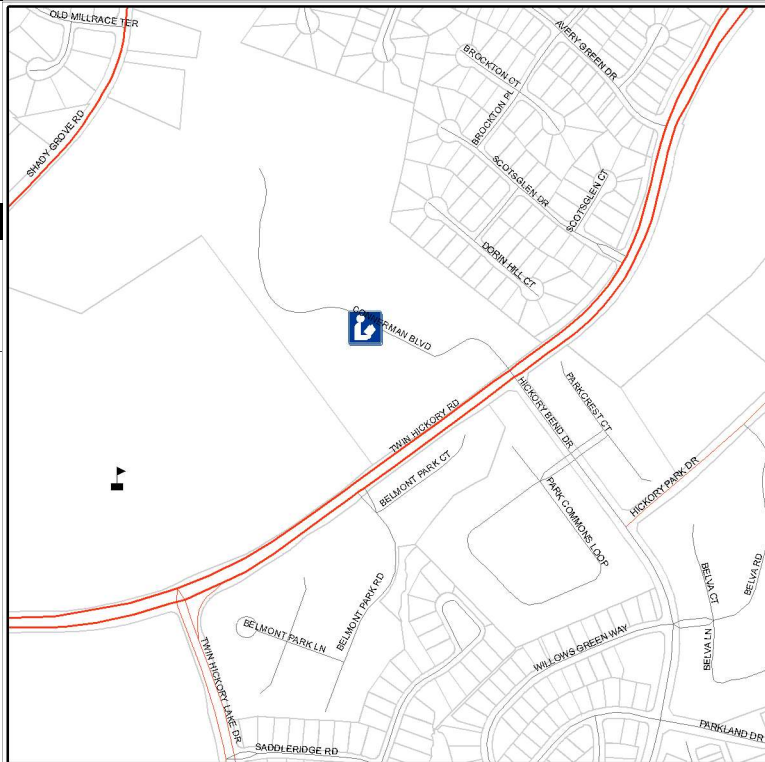 OLD MILLRACE TER
AVERY GREEN DR
BROCKTON CT
BROCKTON PL
SHADY GROVE RD
SCOTSGLEN DR
SCOTSGLEN CT
DORIN HILL CT
BLVD
TWIN HICKORY RD
HICKORY BEND DR
PARKCREST CT
BELMONT PARK CT
HICKORY PARK DR
PARK COMMONS LOOP
BELVA CT
BELVA RD
BELMONT PARK RD
BELMONT PARK LN
TWIN HICKORY LAKE DR
WILLOWS GREEN WAY
BELVA LN
PARKLAND DR
SADDLERIDGE RD